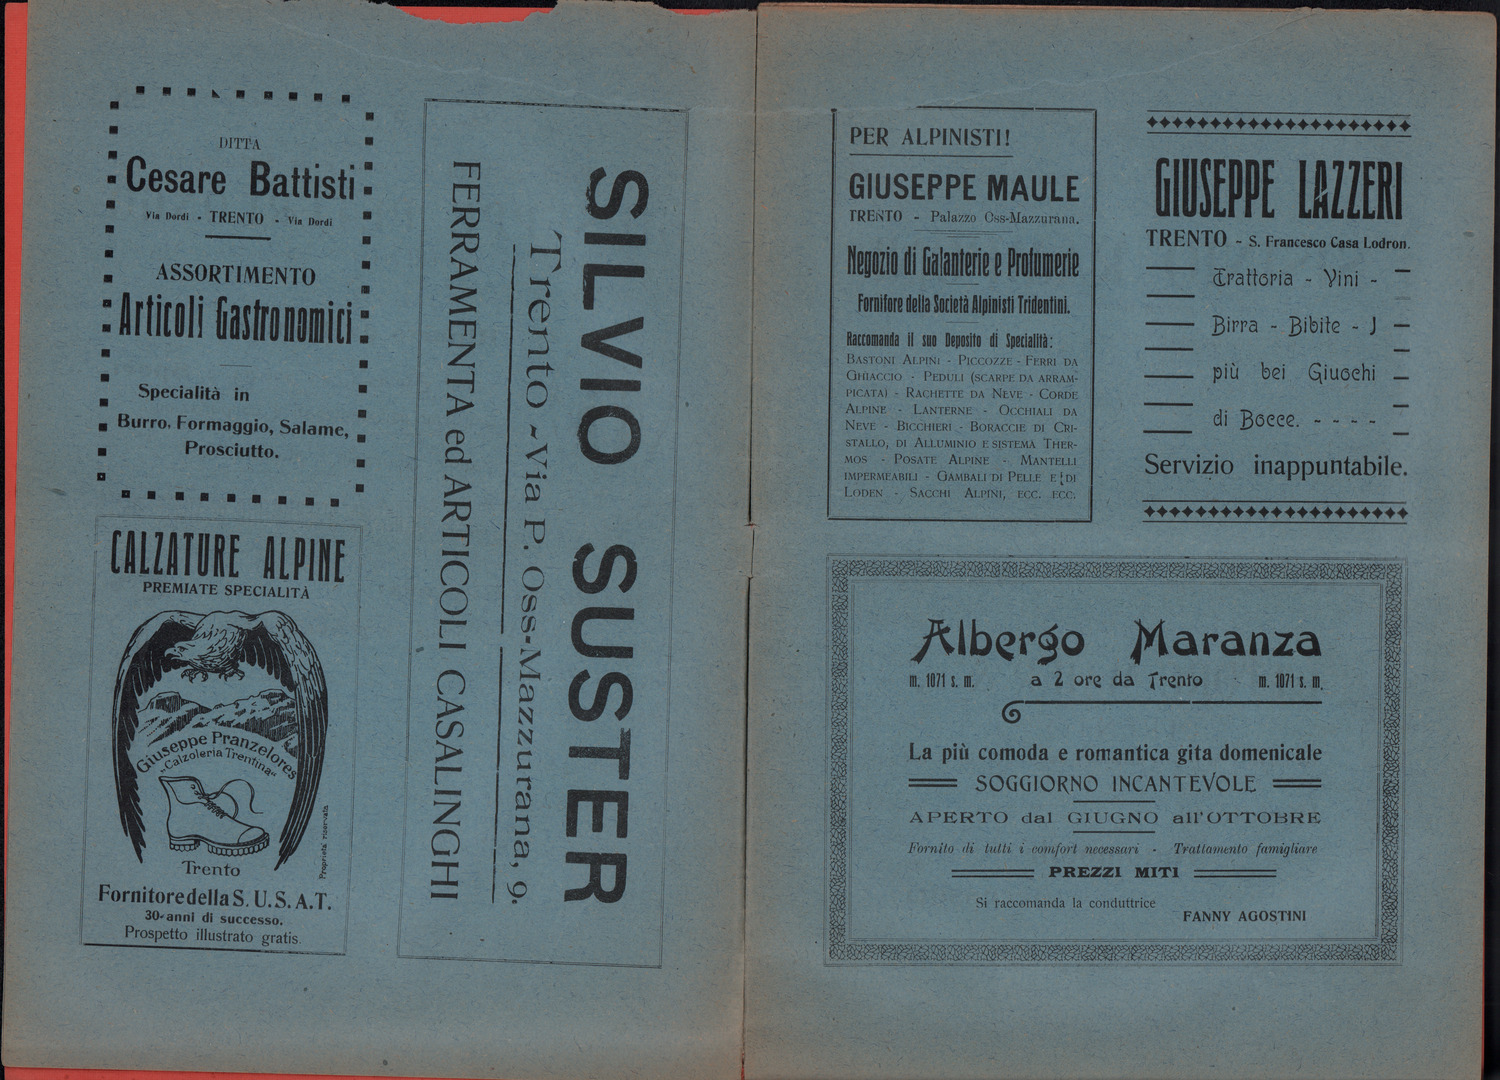 DITTA
Cesare Battisti
Via Dordi - TRENTO - Via Dordi
ASSORTIMENTO
Articoli Gastronomici
Specialità in
Burro, Formaggio, Salame,
Prosciutto.
CALZATURE ALPINE
PREMIATE SPECIALITÀ
Giuseppe Pranzelores
„Calzoleria Trentina“
Trento
Proprietà riservata
Fornitore della S. U. S. A. T.
30 anni di successo.
Prospetto illustrato gratis.
SILVIO SUSTER
Trento - Via P. Oss-Mazzurana, 9.
FERRAMENTA ed ARTICOLI CASALINGHI
PER ALPINISTI!
GIUSEPPE MAULE
TRENTO - Palazzo Oss-Mazzurana.
Negozio di Galanterie e Profumerie
Fornitore della Società Alpinisti Tridentini.
Raccomanda il suo Deposito di Specialità:
BASTONI ALPINI - PICCOZZE - FERRI DA
GHIACCIO - PEDULI (SCARPE DA ARRAM-
PICATA) - RACHETTE DA NEVE - CORDE
ALPINE - LANTERNE - OCCHIALI DA
NEVE - BICCHIERI - BORACCIE DI CRI-
STALLO, DI ALLUMINIO E SISTEMA THER-
MOS - POSATE ALPINE - MANTELLI
IMPERMEABILI - GAMBALI DI PELLE E DI
LODEN - SACCHI ALPINI, ECC. ECC.
GIUSEPPE LAZZERI
TRENTO - S. Francesco Casa Lodron.
Trattoria - Vini -
Birra - Bibite - I
più bei Giuochi
di Bocce. - - - -
Servizio inappuntabile.
Albergo Maranza
m. 1071 s. m. a 2 ore da Trento m. 1071 s. m.
La più comoda e romantica gita domenicale
SOGGIORNO INCANTEVOLE
APERTO dal GIUGNO all'OTTOBRE
Fornito di tutti i comfort necessari - Trattamento famigliare
PREZZI MITI
Si raccomanda la conduttrice
FANNY AGOSTINI